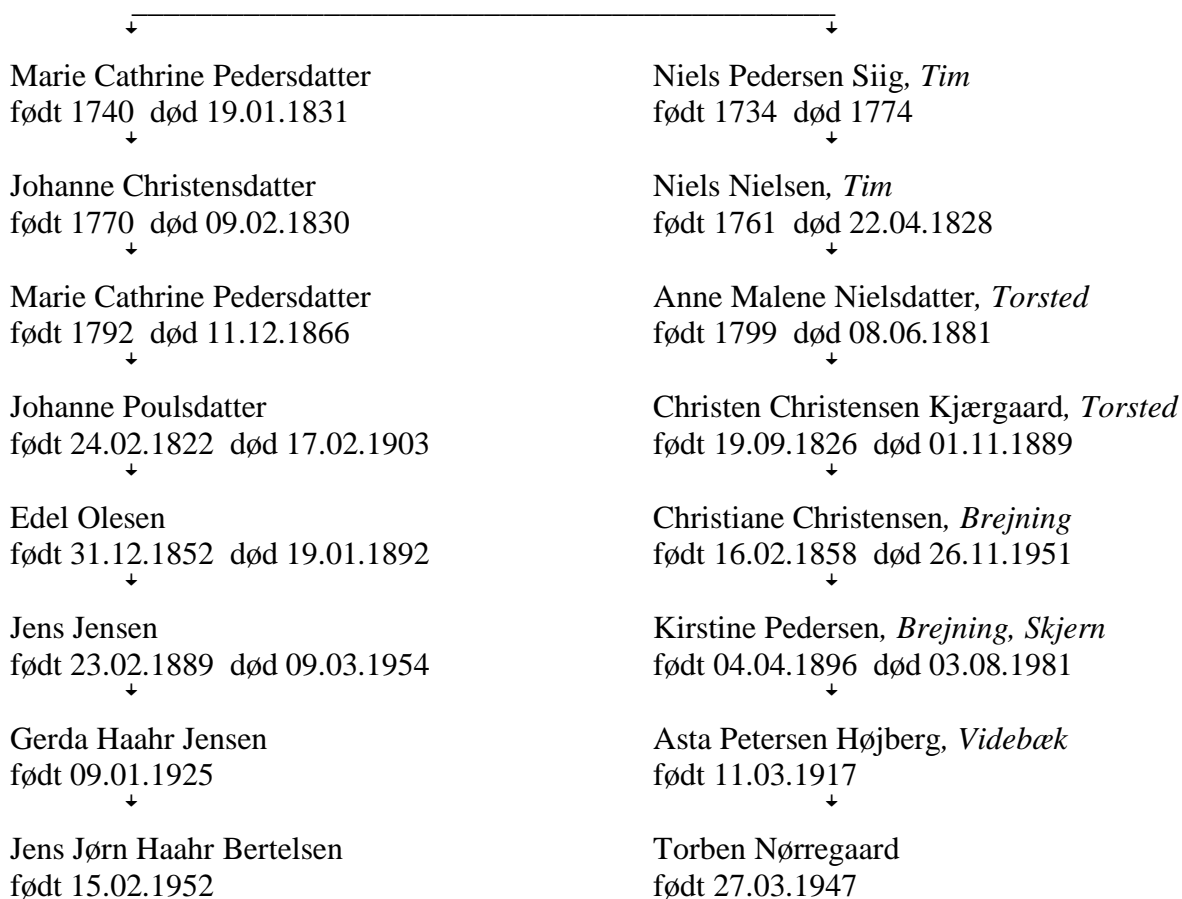 Marie Cathrine Pedersdatter
født 1740 død 19.01.1831
Niels Pedersen Siig, Tim
født 1734 død 1774
Johanne Christensdatter
født 1770 død 09.02.1830
Niels Nielsen, Tim
født 1761 død 22.04.1828
Marie Cathrine Pedersdatter
født 1792 død 11.12.1866
Anne Malene Nielsdatter, Torsted
født 1799 død 08.06.1881
Johanne Poulsdatter
født 24.02.1822 død 17.02.1903
Christen Christensen Kjærgaard, Torsted
født 19.09.1826 død 01.11.1889
Edel Olesen
født 31.12.1852 død 19.01.1892
Christiane Christensen, Brejning
født 16.02.1858 død 26.11.1951
Jens Jensen
født 23.02.1889 død 09.03.1954
Kirstine Pedersen, Brejning, Skjern
født 04.04.1896 død 03.08.1981
Gerda Haahr Jensen
født 09.01.1925
Asta Petersen Højberg, Videbæk
født 11.03.1917
Jens Jørn Haahr Bertelsen
født 15.02.1952
Torben Nørregaard
født 27.03.1947